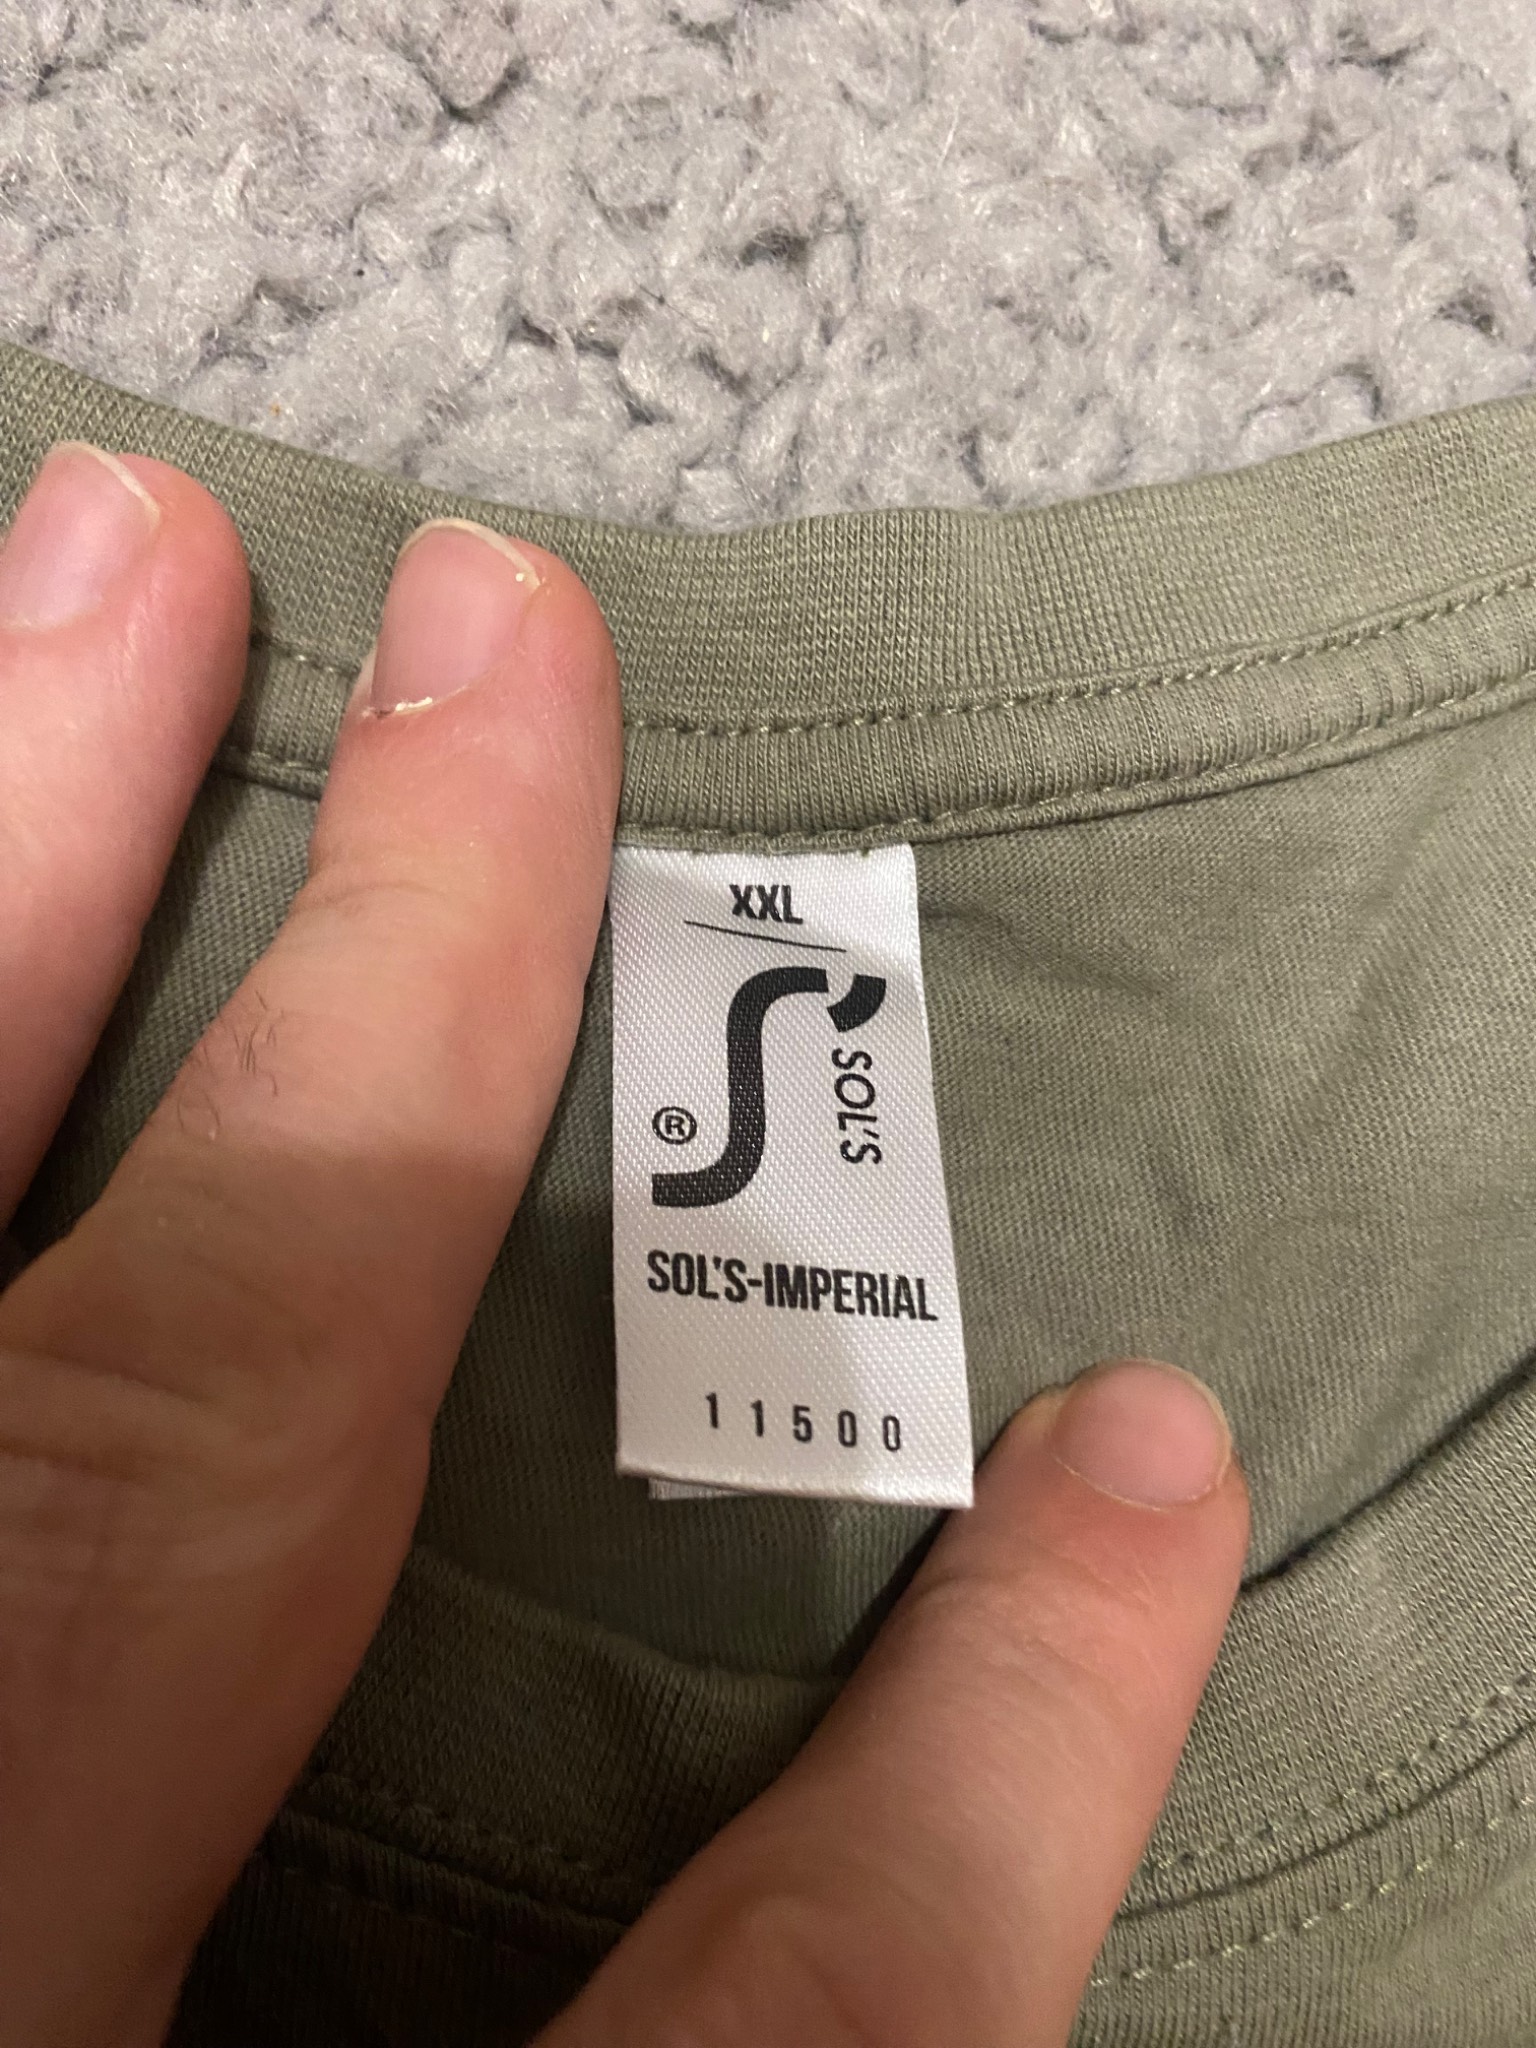 XXL
SOL'S
®
SOL'S-IMPERIAL
11500